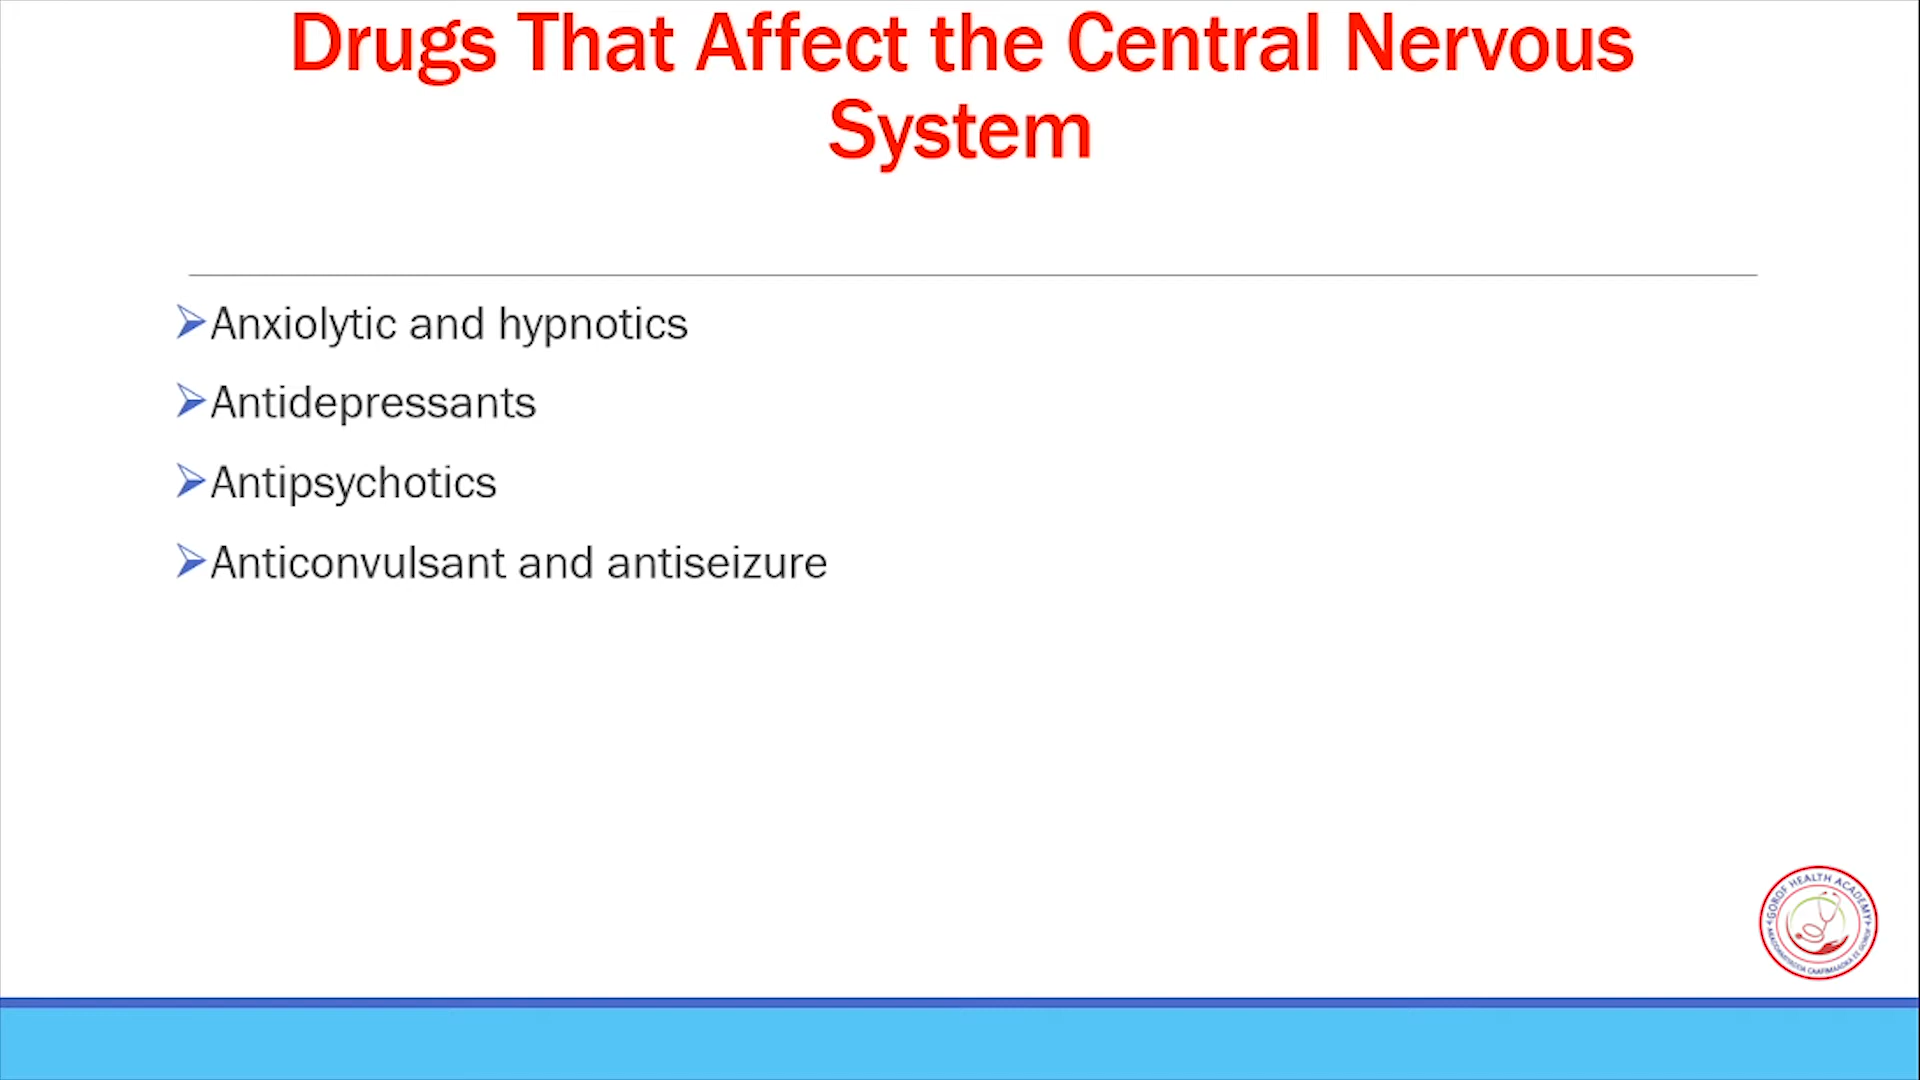 Drugs That Affect the Central Nervous
System
Anxiolytic and hypnotics
Antidepressants
Antipsychotics
Anticonvulsant and antiseizure
GOROF HEALTH ACADEMY